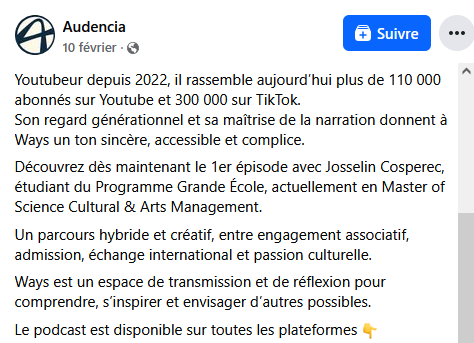 Audencia
10 février ·
Suivre
Youtubeur depuis 2022, il rassemble aujourd’hui plus de 110 000
abonnés sur Youtube et 300 000 sur TikTok.
Son regard générationnel et sa maîtrise de la narration donnent à
Ways un ton sincère, accessible et complice.
Découvrez dès maintenant le 1er épisode avec Josselin Cosperec,
étudiant du Programme Grande École, actuellement en Master of
Science Cultural & Arts Management.
Un parcours hybride et créatif, entre engagement associatif,
admission, échange international et passion culturelle.
Ways est un espace de transmission et de réflexion pour
comprendre, s’inspirer et envisager d’autres possibles.
Le podcast est disponible sur toutes les plateformes 👇